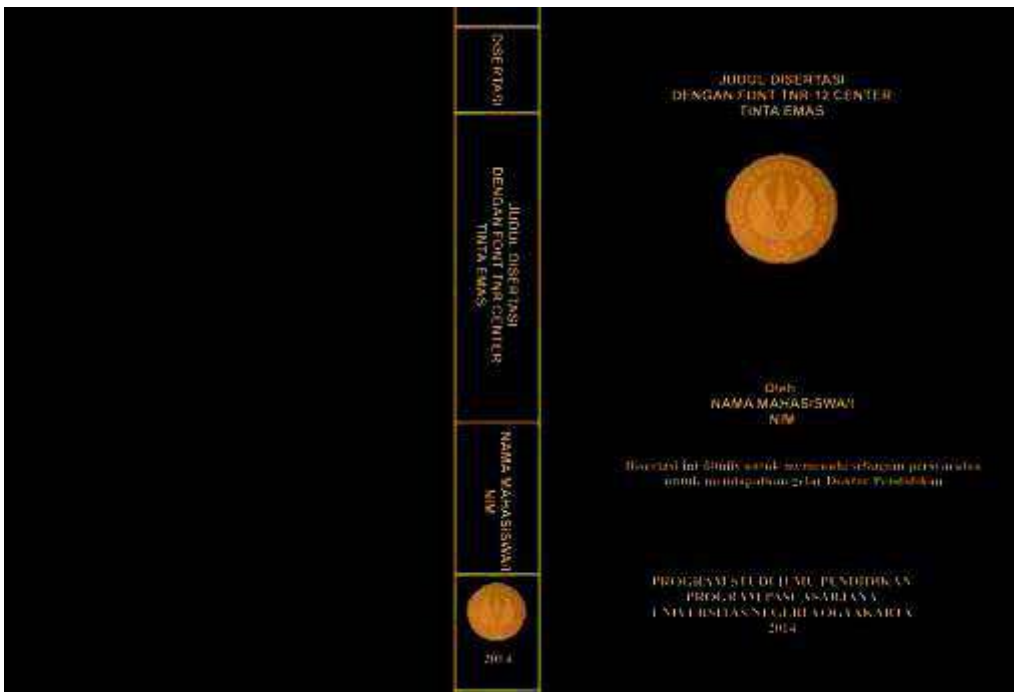 DISERTASI
JUDUL DISERTASI
DENGAN FONT TNR CENTER
TINTA EMAS
NAMA MAHASISWA/I
NIM
2014
JUDUL DISERTASI
DENGAN FONT TNR 12 CENTER
TINTA EMAS
Oleh:
NAMA MAHASISWA/I
NIM
Disertasi ini ditulis untuk memenuhi sebagian persyaratan
untuk mendapatkan gelar Doktor Pendidikan
PROGRAM STUDI ILMU PENDIDIKAN
PROGRAM PASCASARJANA
UNIVERSITAS NEGERI YOGYAKARTA
2014